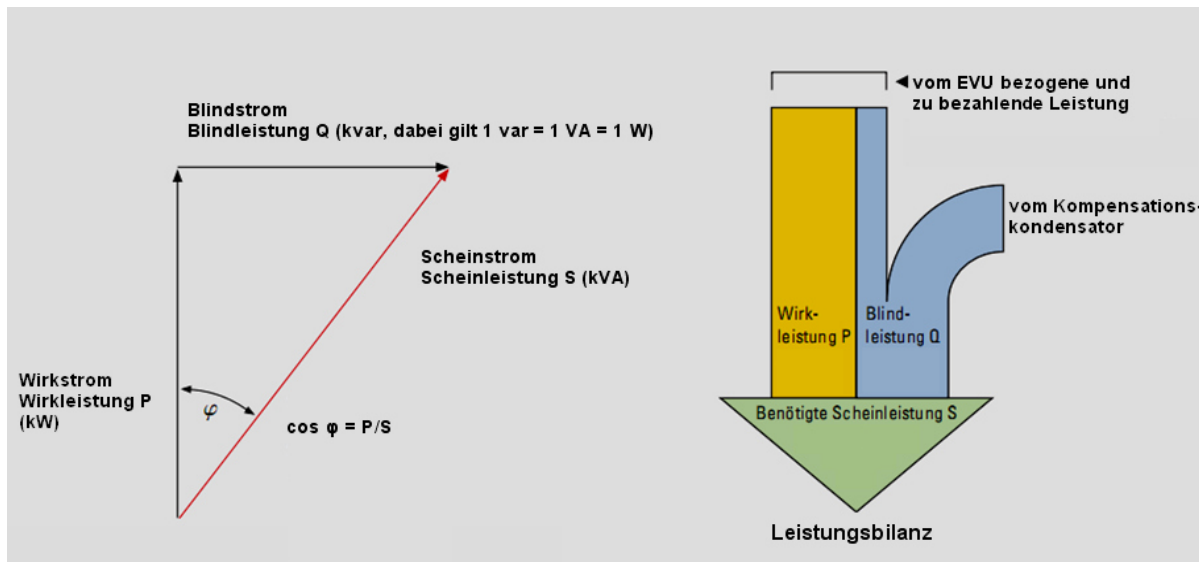 Blindstrom
Blindleistung Q (kvar, dabei gilt 1 var = 1 VA = 1 W)
Scheinstrom
Scheinleistung S (kVA)
Wirkstrom
Wirkleistung P
(kW)
φ
cos φ = P/S
vom EVU bezogene und
zu bezahlende Leistung
vom Kompensations-
kondensator
Wirk-
leistung P
Blind-
leistung Q
Benötigte Scheinleistung S
Leistungsbilanz